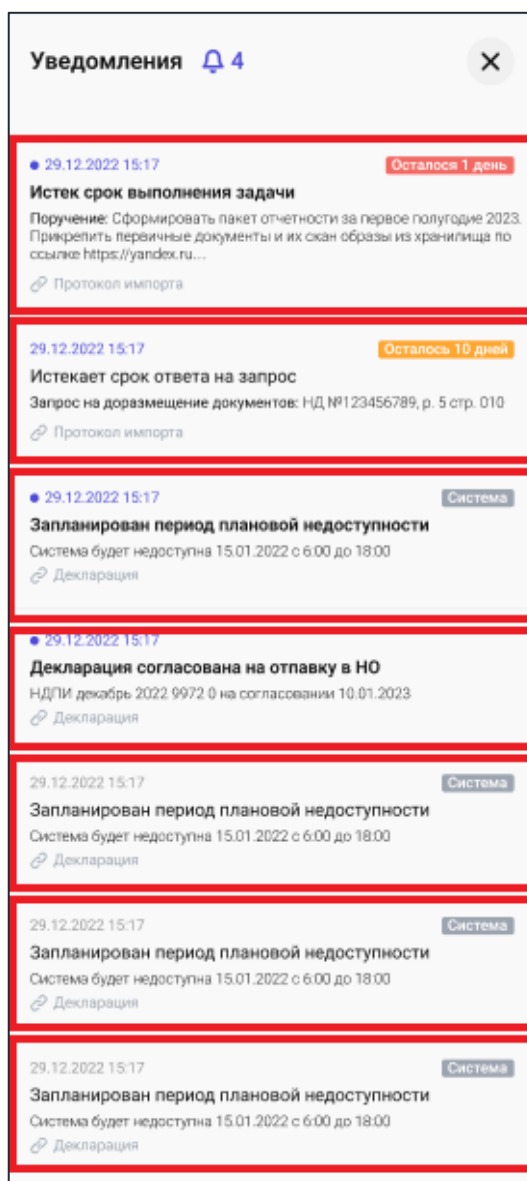 Уведомления 4
29.12.2022 15:17 Осталося 1 день
Истек срок выполнения задачи
Поручение: Сформировать пакет отчетности за первое полугодие 2023.
Прикрепить первичные документы и их скан образы из хранилища по
ссылке https://yandex.ru...
Протокол импорта
29.12.2022 15:17 Осталось 10 дней
Истекает срок ответа на запрос
Запрос на доразмещение документов: НД №123456789, р. 5 стр. 010
Протокол импорта
29.12.2022 15:17 Система
Запланирован период плановой недоступности
Система будет недоступна 15.01.2022 с 6:00 до 18:00
Декларация
29.12.2022 15:17
Декларация согласована на отпавку в НО
НДПИ декабрь 2022 9972 0 на согласовании 10.01.2023
Декларация
29.12.2022 15:17 Система
Запланирован период плановой недоступности
Система будет недоступна 15.01.2022 с 6:00 до 18:00
Декларация
29.12.2022 15:17 Система
Запланирован период плановой недоступности
Система будет недоступна 15.01.2022 с 6:00 до 18:00
Декларация
29.12.2022 15:17 Система
Запланирован период плановой недоступности
Система будет недоступна 15.01.2022 с 6:00 до 18:00
Декларация